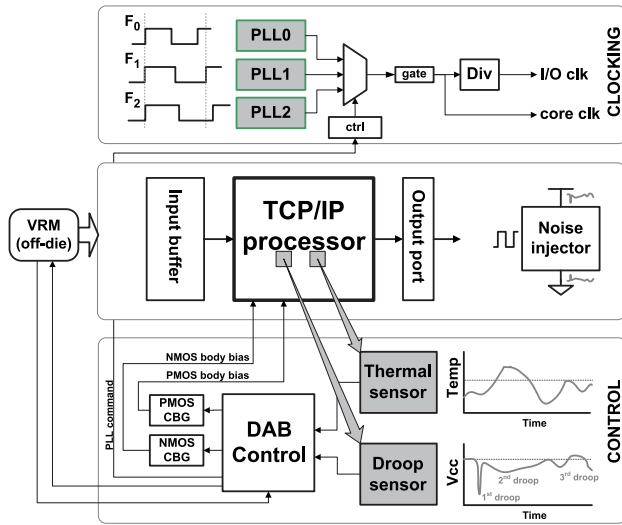 F0
PLL0
F1
PLL1
F2
PLL2
gate
Div
I/O clk
core clk
ctrl
CLOCKING
VRM
(off-die)
Input buffer
TCP/IP
processor
Output port
Noise
injector
NMOS body bias
PMOS body bias
PLL command
PMOS
CBG
NMOS
CBG
DAB
Control
Thermal
sensor
Temp
Time
Droop
sensor
Vcc
1st droop
2nd droop
3rd droop
Time
CONTROL